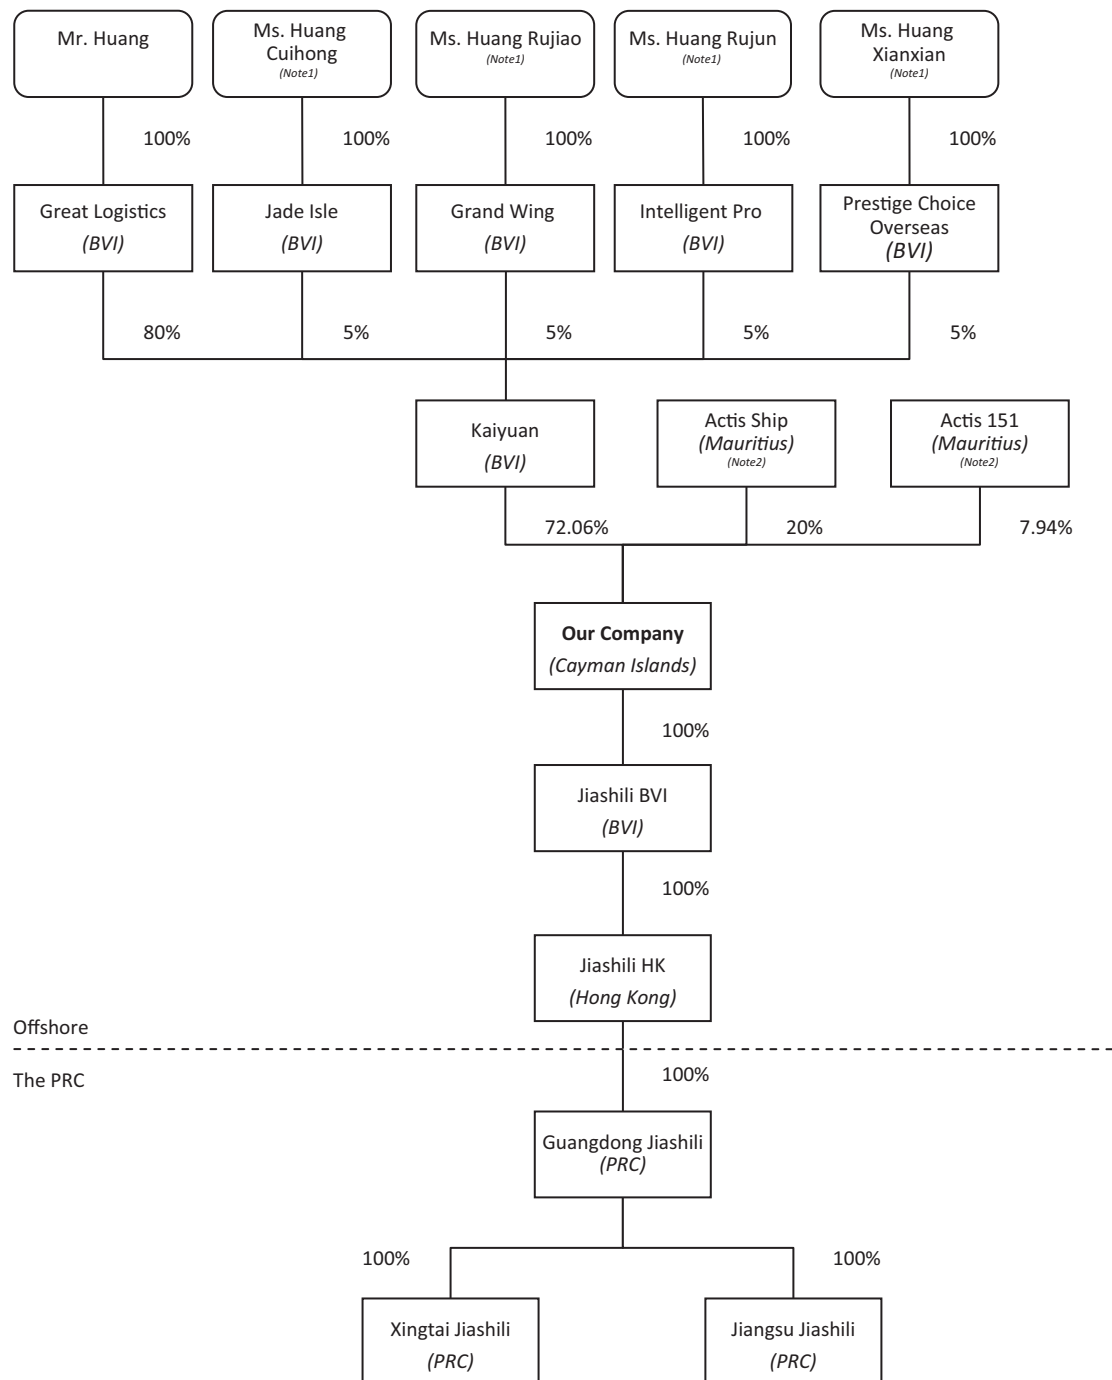 Mr. Huang
Ms. Huang
Cuihong
(Note1)
Ms. Huang Rujiao
(Note1)
Ms. Huang Rujun
(Note1)
Ms. Huang
Xianxian
(Note1)
100%
100%
100%
100%
100%
Great Logistics
(BVI)
Jade Isle
(BVI)
Grand Wing
(BVI)
Intelligent Pro
(BVI)
Prestige Choice
Overseas
(BVI)
80%
5%
5%
5%
5%
Kaiyuan
(BVI)
Actis Ship
(Mauritius)
(Note2)
Actis 151
(Mauritius)
(Note2)
72.06%
20%
7.94%
Our Company
(Cayman Islands)
100%
Jiashili BVI
(BVI)
100%
Jiashili HK
(Hong Kong)
Offshore
The PRC
100%
Guangdong Jiashili
(PRC)
100%
100%
Xingtai Jiashili
(PRC)
Jiangsu Jiashili
(PRC)